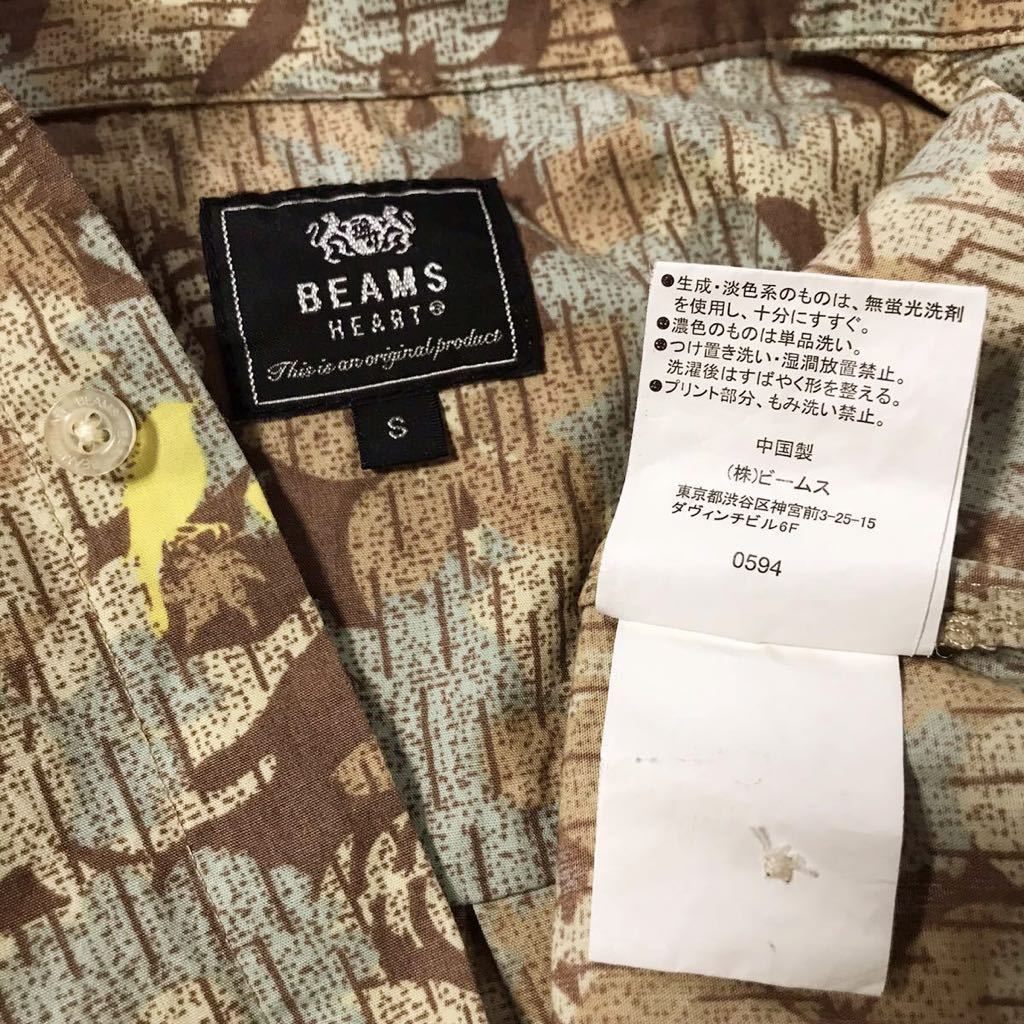 BEAMS
HEART®
This is an original product
S
●生成・淡色系のものは、無蛍光洗剤
を使用し、十分にすすぐ。
●濃色のものは単品洗い。
●つけ置き洗い・湿潤放置禁止。
洗濯後はすばやく形を整える。
●プリント部分、もみ洗い禁止。
中国製
(株)ビームス
東京都渋谷区神宮前3-25-15
ダヴィンチビル6F
0594